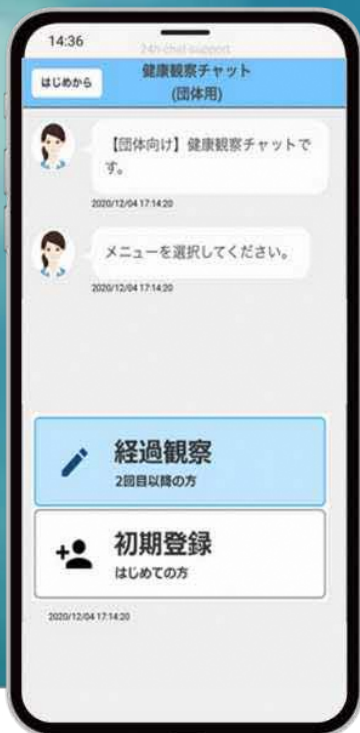 14:36
24h chat support
はじめから
健康観察チャット
(団体用)
【団体向け】健康観察チャットで
す。
2020/12/04 17:14:20
メニューを選択してください。
2020/12/04 17:14:20
経過観察
2回目以降の方
初期登録
はじめての方
2020/12/04 17:14:20